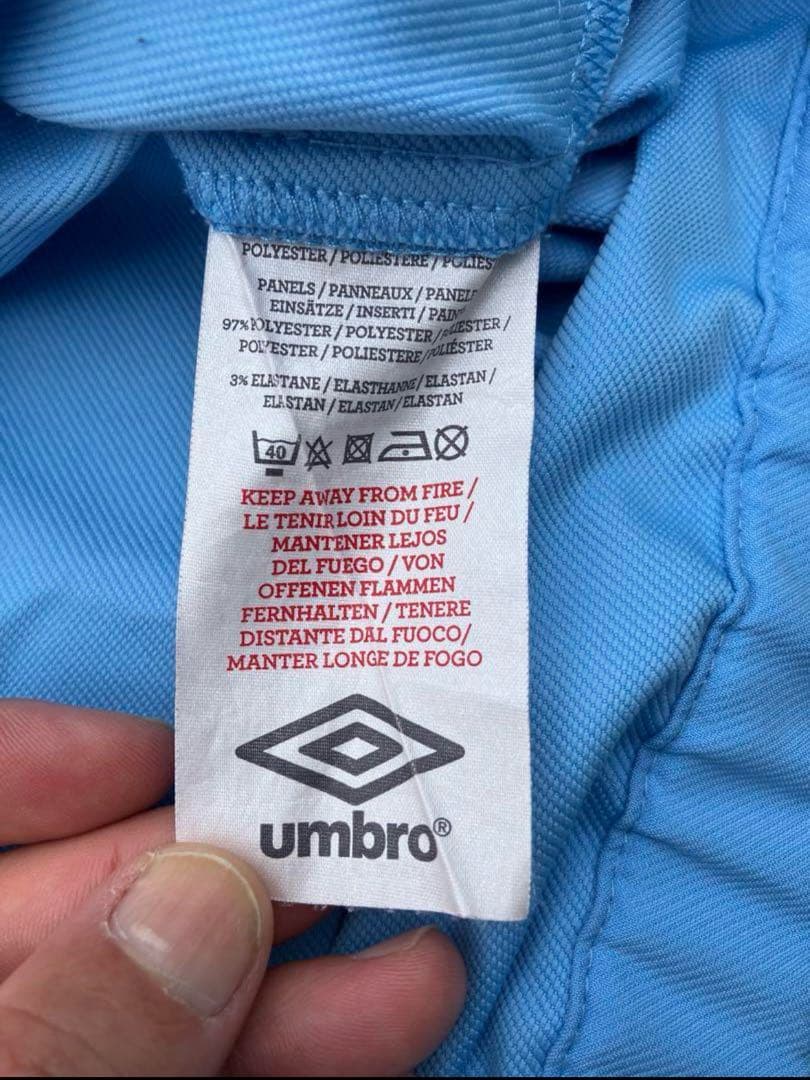 POLYESTER / POLIESTERE / POLIÉS
PANELS / PANNEAUX / PANEL
EINSÄTZE / INSERTI / PAIN
97% POLYESTER / POLYESTER / POLIESTER /
POLYESTER / POLIESTERE / POLIÉSTER
3% ELASTANE / ELASTHANNE / ELASTAN /
ELASTAN / ELASTAN / ELASTAN
40
KEEP AWAY FROM FIRE /
LE TENIR LOIN DU FEU /
MANTENER LEJOS
DEL FUEGO / VON
OFFENEN FLAMMEN
FERNHALTEN / TENERE
DISTANTE DAL FUOCO/
MANTER LONGE DE FOGO
umbro®